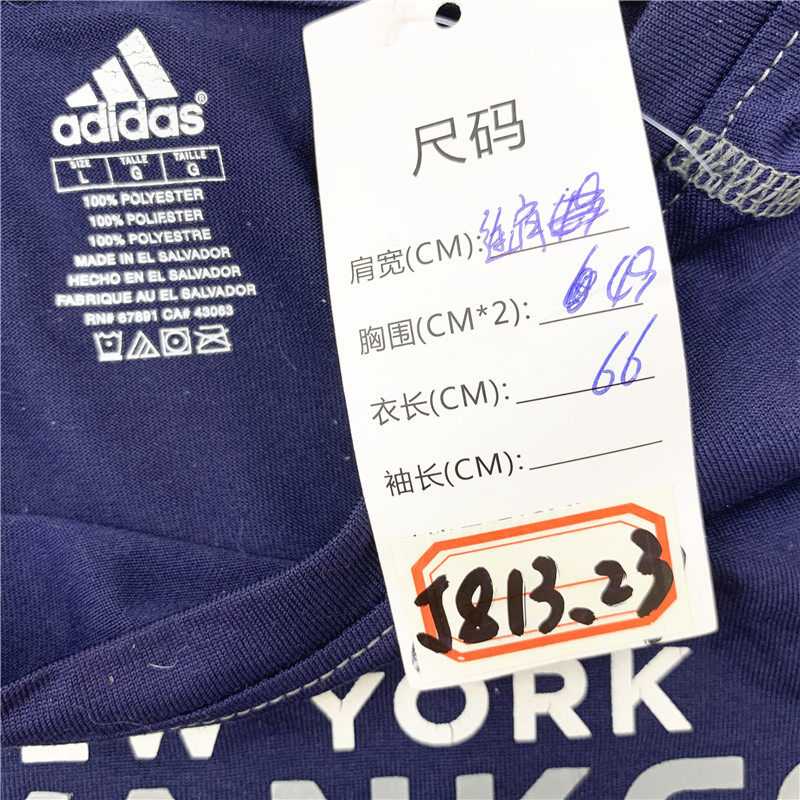 adidas®
SIZE L TALLE G TAILLE G
100% POLYESTER
100% POLIÉSTER
100% POLYESTRE
MADE IN EL SALVADOR
HECHO EN EL SALVADOR
FABRIQUE AU EL SALVADOR
RN# 67891 CA# 43063
尺码
肩宽(CM):
胸围(CM*2): 49
衣长(CM): 66
袖长(CM):
J813.23
EW YORK